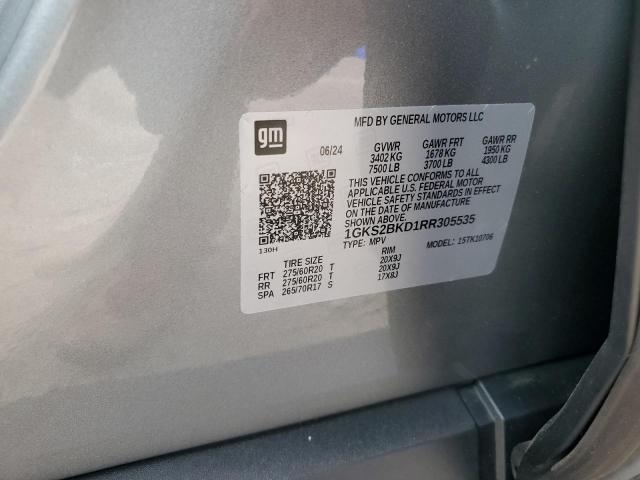 gm
MFD BY GENERAL MOTORS LLC
06/24 GVWR GAWR FRT GAWR RR
3402 KG 1678 KG 1950 KG
7500 LB 3700 LB 4300 LB
THIS VEHICLE CONFORMS TO ALL
APPLICABLE U.S. FEDERAL MOTOR
VEHICLE SAFETY STANDARDS IN EFFECT
ON THE DATE OF MANUFACTURE
SHOWN ABOVE.
1GKS2BKD1RR305535
130H TYPE: MPV MODEL: 15TK10706
TIRE SIZE RIM
FRT 275/60R20 T 20X9J
RR 275/60R20 T 20X9J
SPA 265/70R17 S 17X8J